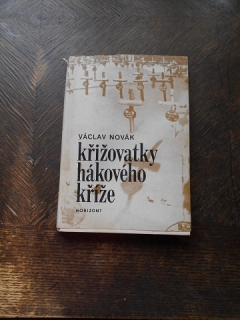 VÁCLAV NOVÁK
křižovatky
hákového
kříže
HORIZONT